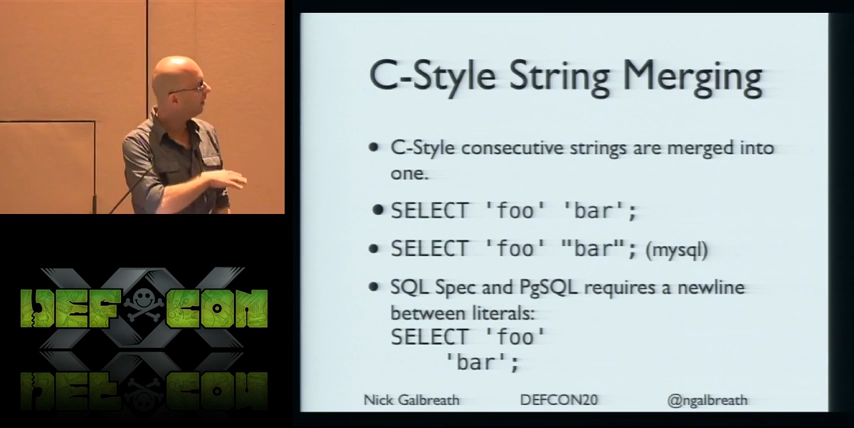 C-Style String Merging
• C-Style consecutive strings are merged into
one.
• SELECT 'foo' 'bar';
• SELECT 'foo' "bar"; (mysql)
• SQL Spec and PgSQL requires a newline
between literals:
SELECT 'foo'
'bar';
Nick Galbreath DEFCON20 @ngalbreath
DEF CON
XX